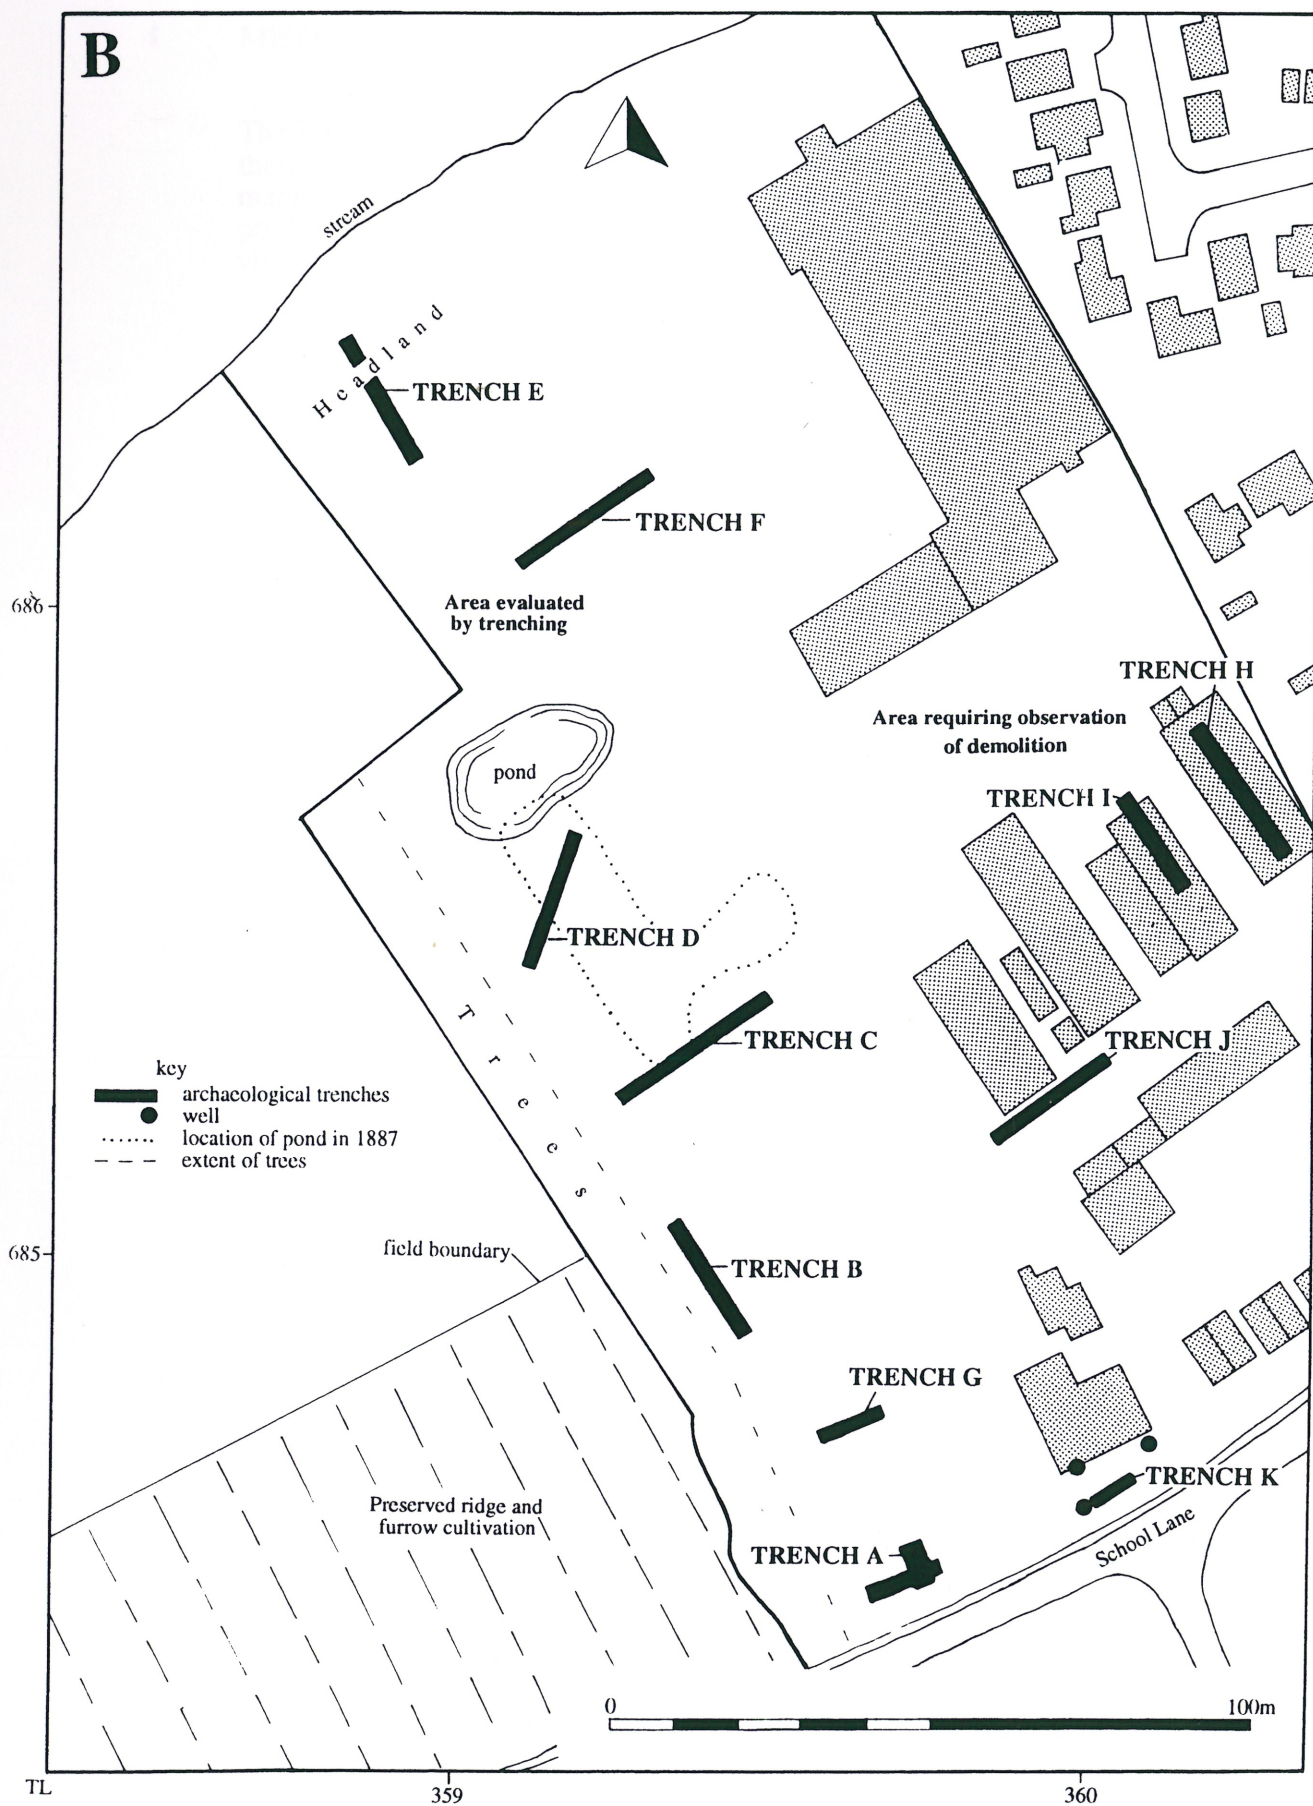 B
stream
Headland
TRENCH E
TRENCH F
686
Area evaluated
by trenching
TRENCH H
Area requiring observation
of demolition
pond
TRENCH I
TRENCH D
Trees
TRENCH C
TRENCH J
key
archaeological trenches
well
location of pond in 1887
extent of trees
685
field boundary
TRENCH B
TRENCH G
TRENCH K
Preserved ridge and
furrow cultivation
School Lane
TRENCH A
0 100m
TL
359
360